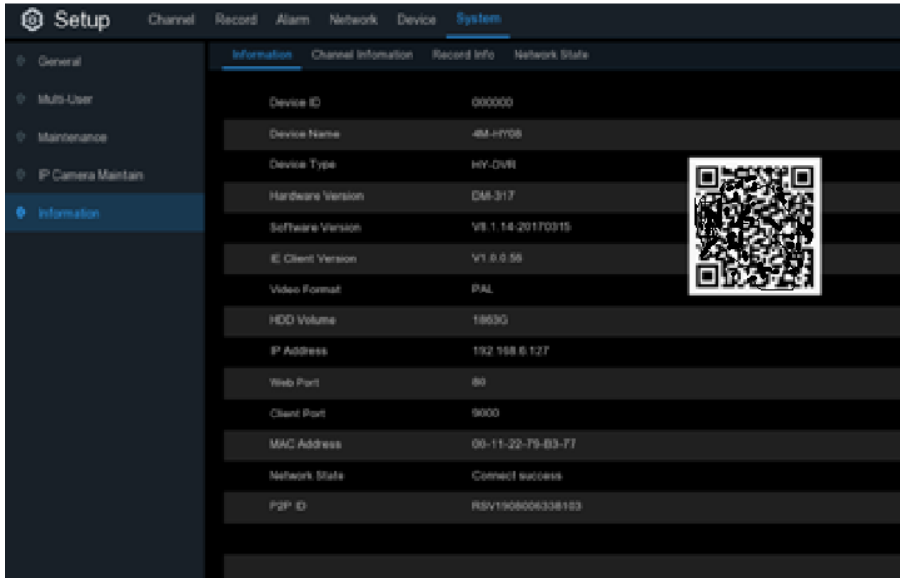 Setup Channel Record Alarm Network Device System
General
Multi-User
Maintenance
IP Camera Maintain
Information
Information Channel Infomation Record Info Network State
Device ID 000000
Device Name 4M-HY08
Device Type HY-DVR
Hardware Version DM-317
Software Version V8.1.14-20170315
IE Client Version V1.0.0.56
Video Format PAL
HDD Volume 1863G
IP Address 192.168.6.127
Web Port 80
Client Port 9000
MAC Address 00-11-22-79-B3-77
Network State Connect success
P2P ID RSV1908006338103